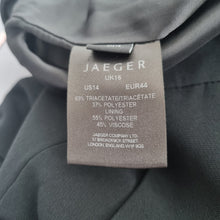 JAEGER
UK16
US14 EUR44
63% TRIACETATE/TRIACÉTATE
37% POLYESTER
LINING
55% POLYESTER
45% VISCOSE
JAEGER COMPANY LTD
57 BROADWICK STREET
LONDON, ENGLAND W1F 9QS